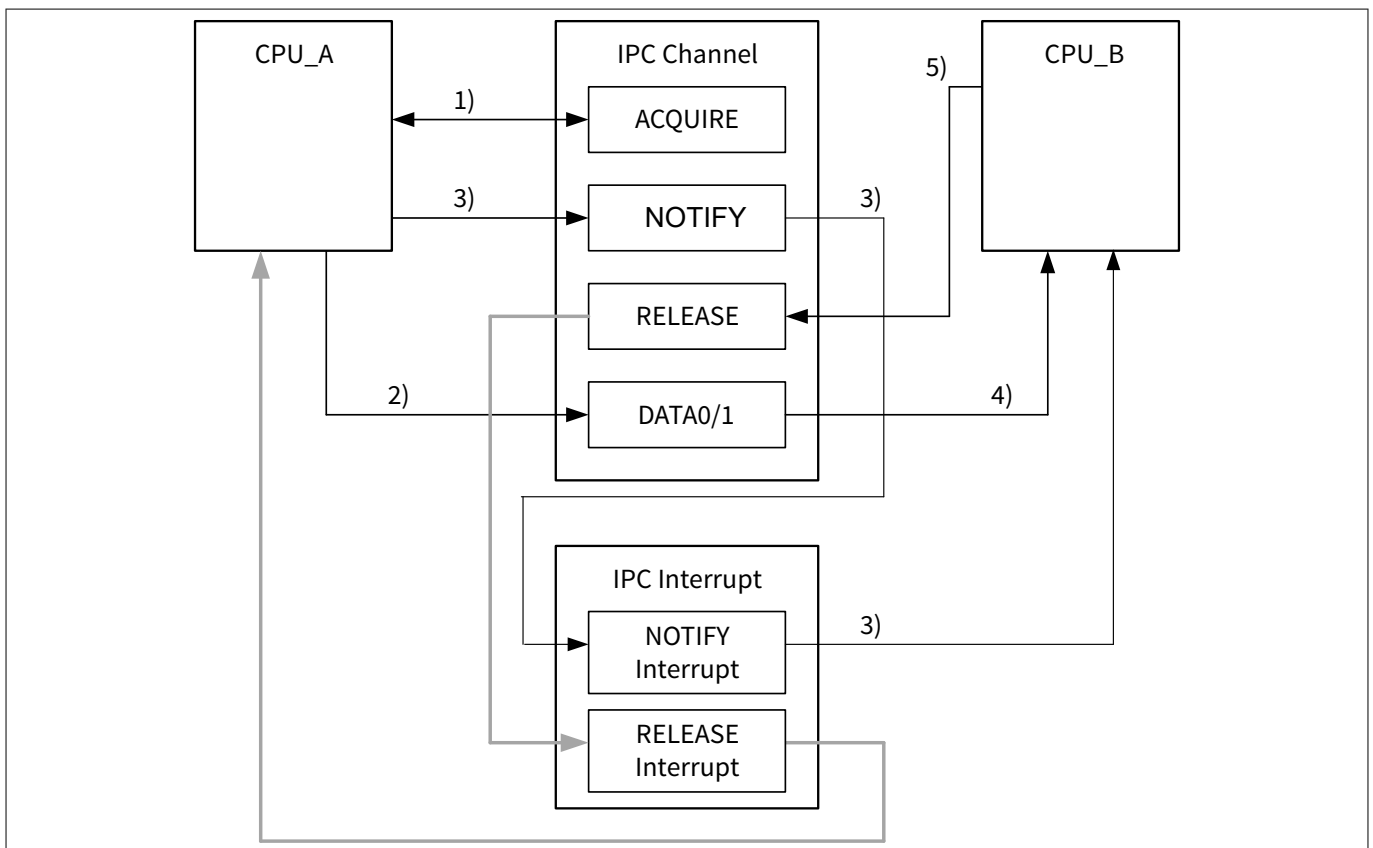 CPU_A
IPC Channel
CPU_B
5)
1)
ACQUIRE
3)
NOTIFY
3)
RELEASE
2)
DATA0/1
4)
IPC Interrupt
NOTIFY
Interrupt
3)
RELEASE
Interrupt